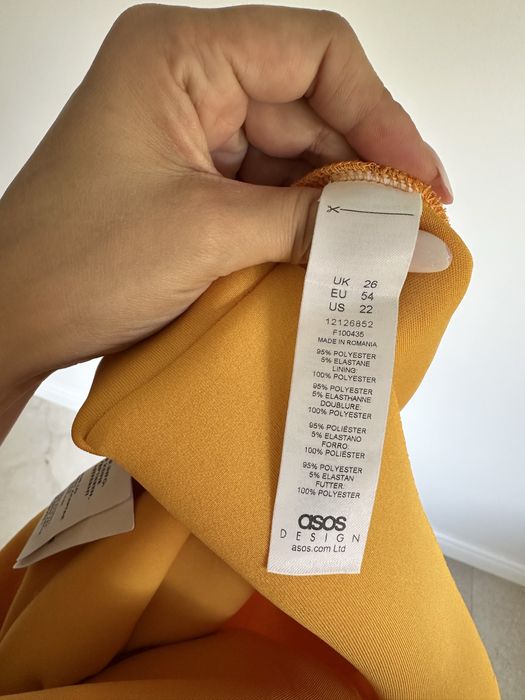 UK 26
EU 54
US 22
12126852
F100435
MADE IN ROMANIA
95% POLYESTER
5% ELASTANE
LINING:
100% POLYESTER
95% POLYESTER
5% ELASTHANNE
DOUBLURE:
100% POLYESTER
95% POLIÉSTER
5% ELASTANO
FORRO:
100% POLIÉSTER
95% POLYESTER
5% ELASTAN
FUTTER:
100% POLYESTER
asos
DESIGN
asos.com Ltd